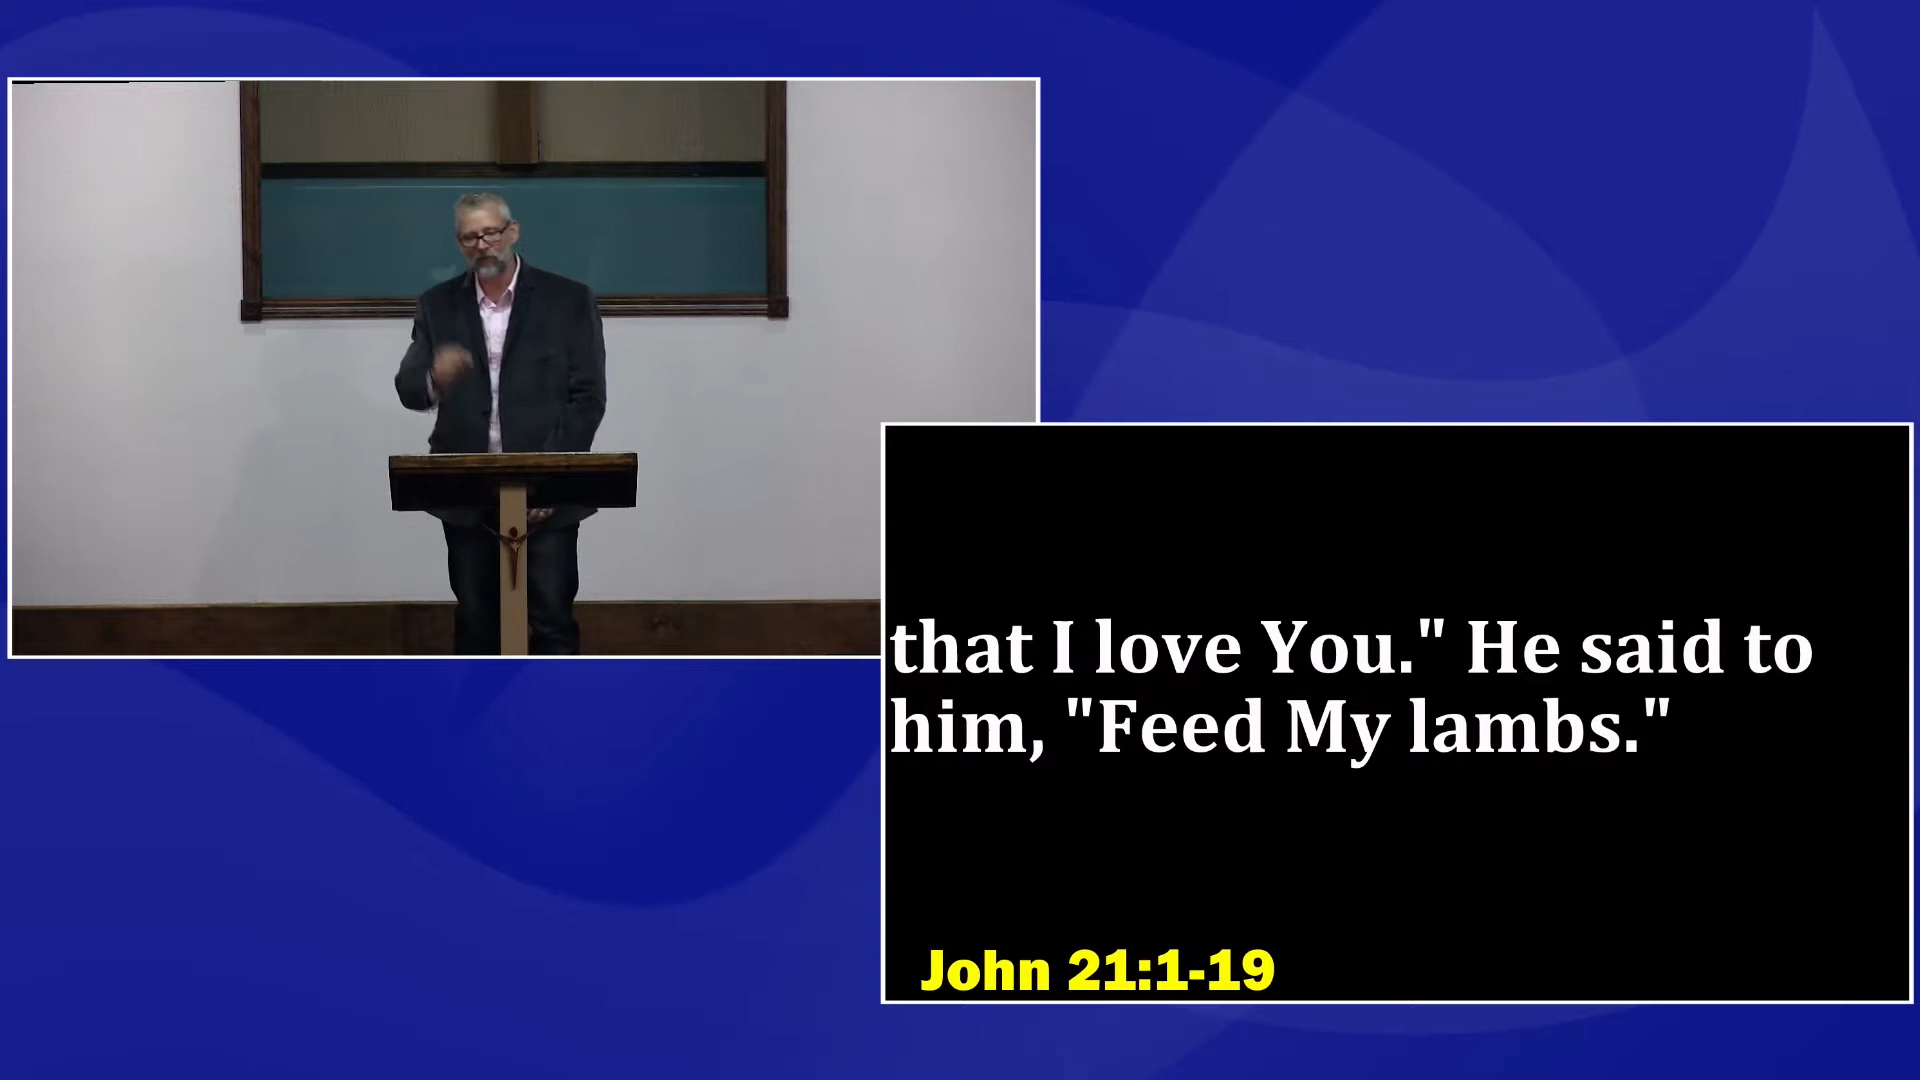 that I love You." He said to
him, "Feed My lambs."
John 21:1-19